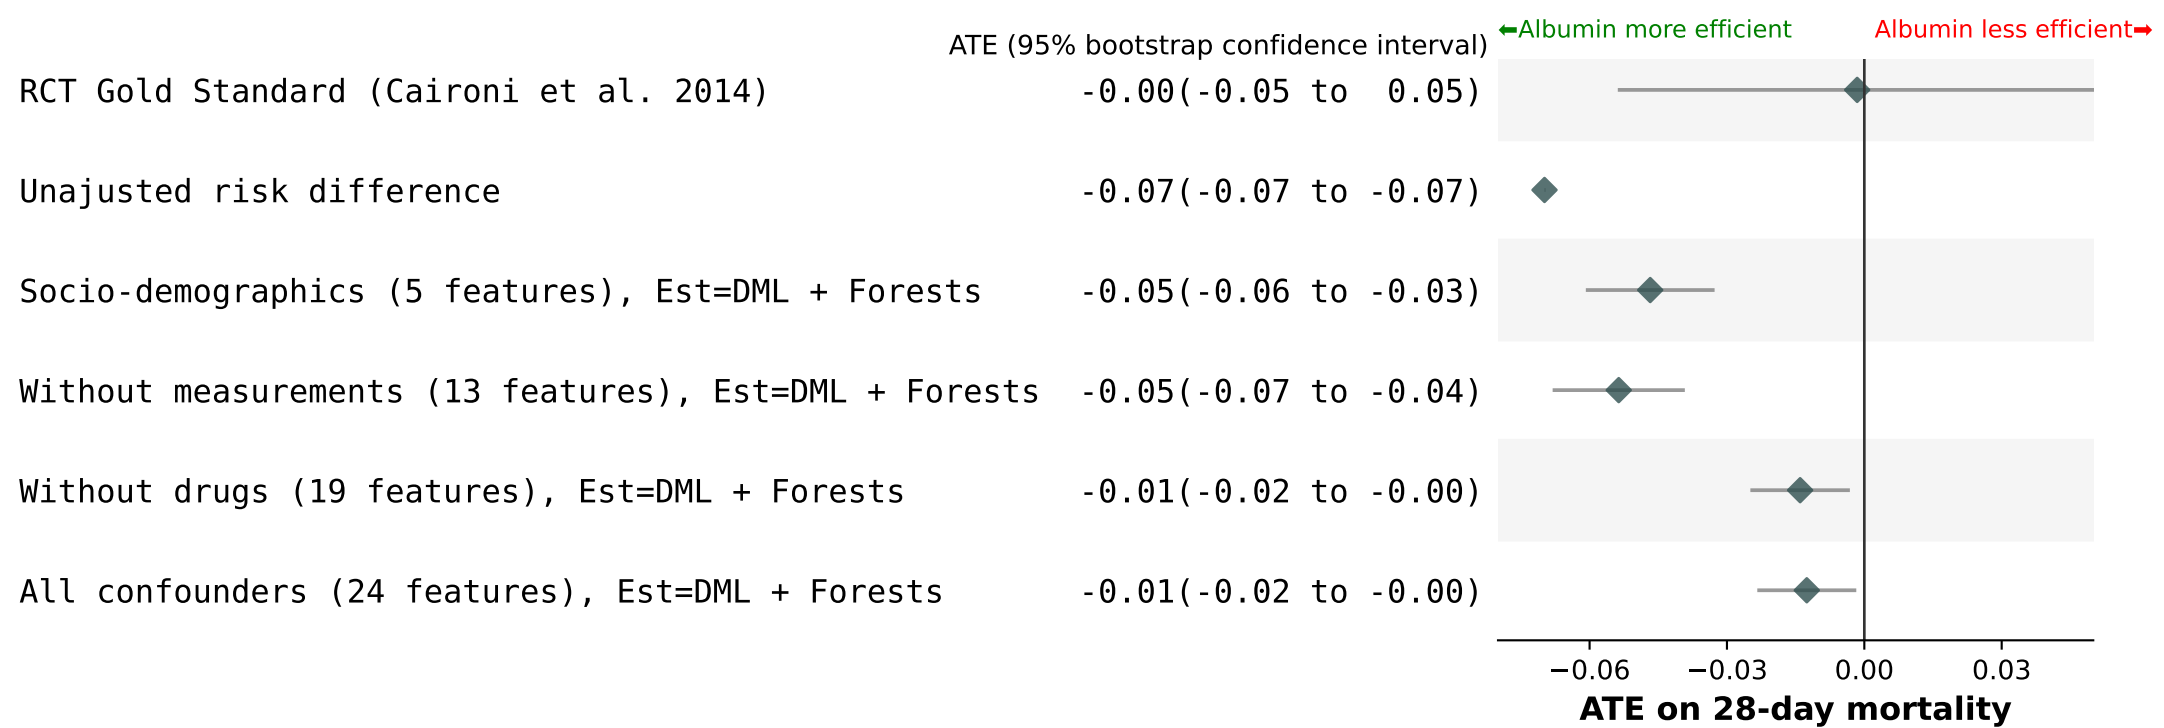 ⬅Albumin more efficient Albumin less efficient➡
ATE (95% bootstrap confidence interval)
RCT Gold Standard (Caironi et al. 2014) -0.00(-0.05 to  0.05)
Unajusted risk difference -0.07(-0.07 to -0.07)
Socio-demographics (5 features), Est=DML + Forests -0.05(-0.06 to -0.03)
Without measurements (13 features), Est=DML + Forests -0.05(-0.07 to -0.04)
Without drugs (19 features), Est=DML + Forests -0.01(-0.02 to -0.00)
All confounders (24 features), Est=DML + Forests -0.01(-0.02 to -0.00)
−0.06 −0.03 0.00 0.03
ATE on 28-day mortality